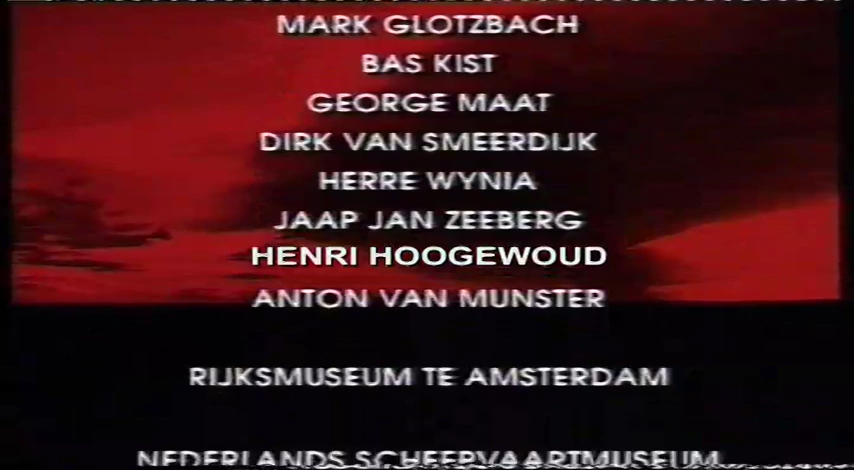 MARK GLOTZBACH
BAS KIST
GEORGE MAAT
DIRK VAN SMEERDIJK
HERRE WYNIA
JAAP JAN ZEEBERG
HENRI HOOGEWOUD
ANTON VAN MUNSTER
RIJKSMUSEUM TE AMSTERDAM
NEDERLANDS SCHEEPVAARTMUSEUM